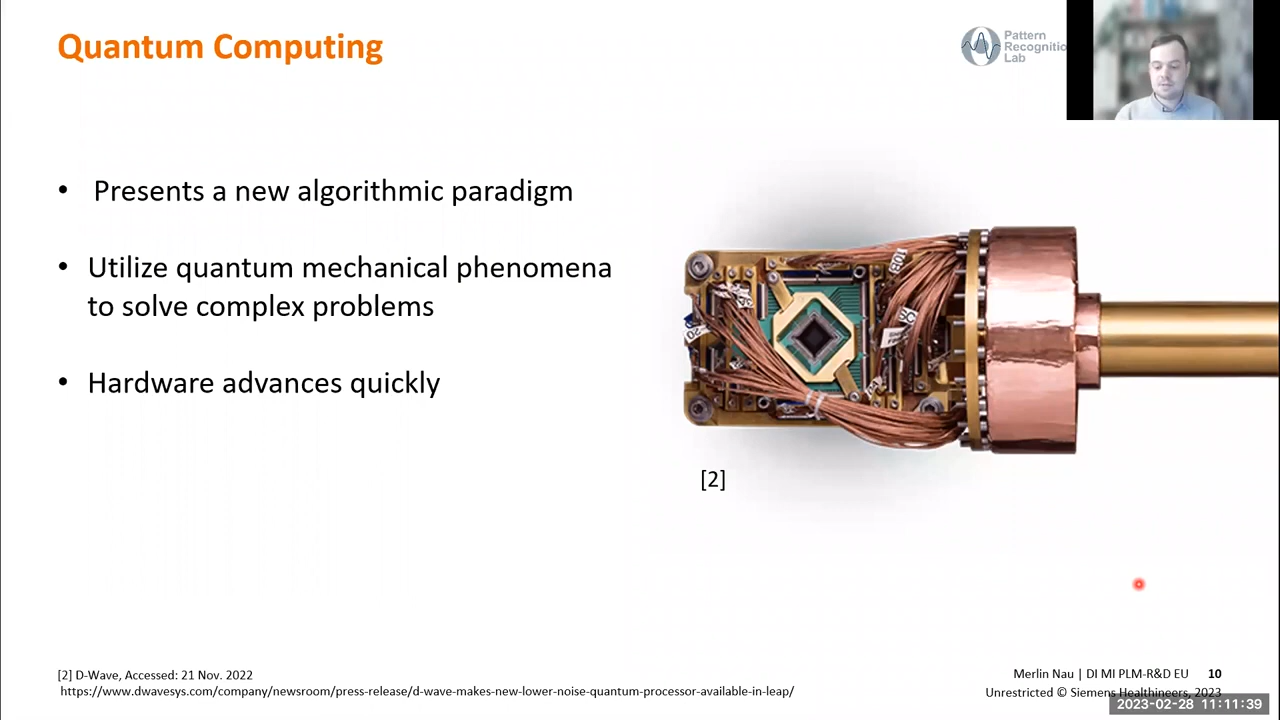 Quantum Computing
Pattern
Recognitio
Lab
• Presents a new algorithmic paradigm
• Utilize quantum mechanical phenomena
to solve complex problems
• Hardware advances quickly
[2]
[2] D-Wave, Accessed: 21 Nov. 2022
https://www.dwavesys.com/company/newsroom/press-release/d-wave-makes-new-lower-noise-quantum-processor-available-in-leap/
Merlin Nau | DI MI PLM-R&D EU 10
Unrestricted © Siemens Healthineers, 2023
2023-02-28 11:11:39